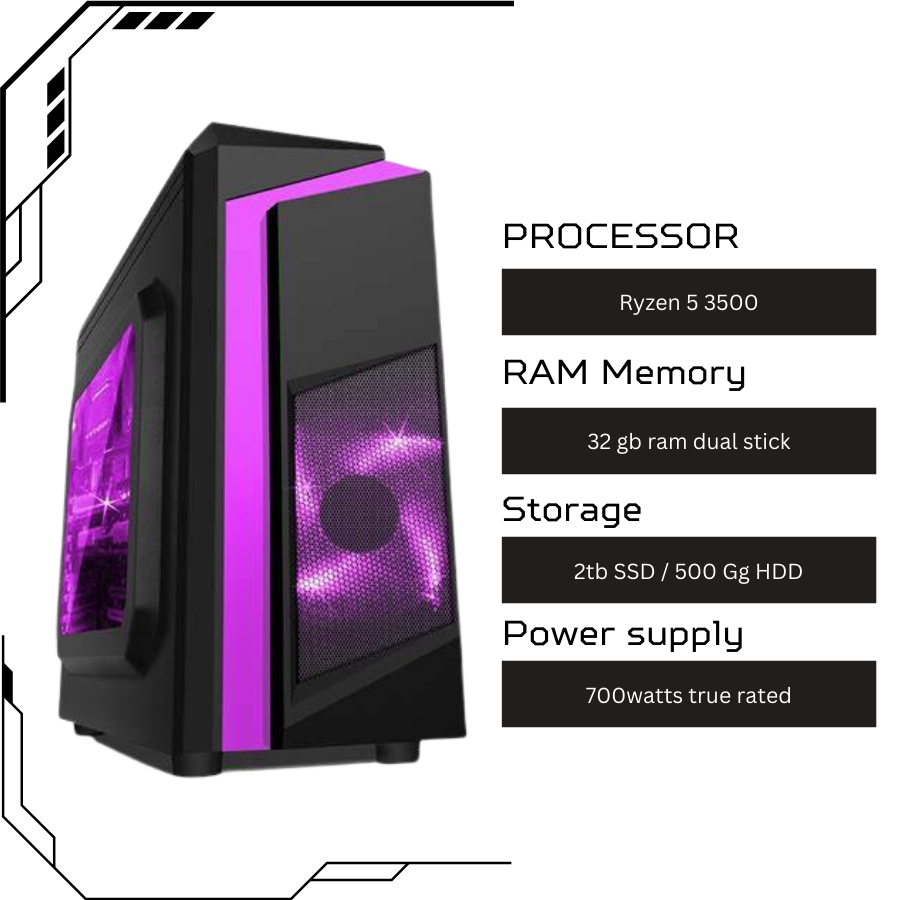 PROCESSOR
Ryzen 5 3500
RAM Memory
32 gb ram dual stick
Storage
2tb SSD / 500 Gg HDD
Power supply
700watts true rated